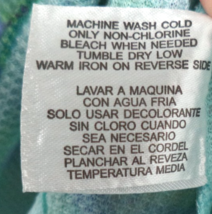 MACHINE WASH COLD
ONLY NON-CHLORINE
BLEACH WHEN NEEDED
TUMBLE DRY LOW
WARM IRON ON REVERSE SIDE
LAVAR A MAQUINA
CON AGUA FRIA
SOLO USAR DECOLORANTE
SIN CLORO CUANDO
SEA NECESARIO
SECAR EN EL CORDEL
PLANCHAR AL REVEZA
TEMPERATURA MEDIA